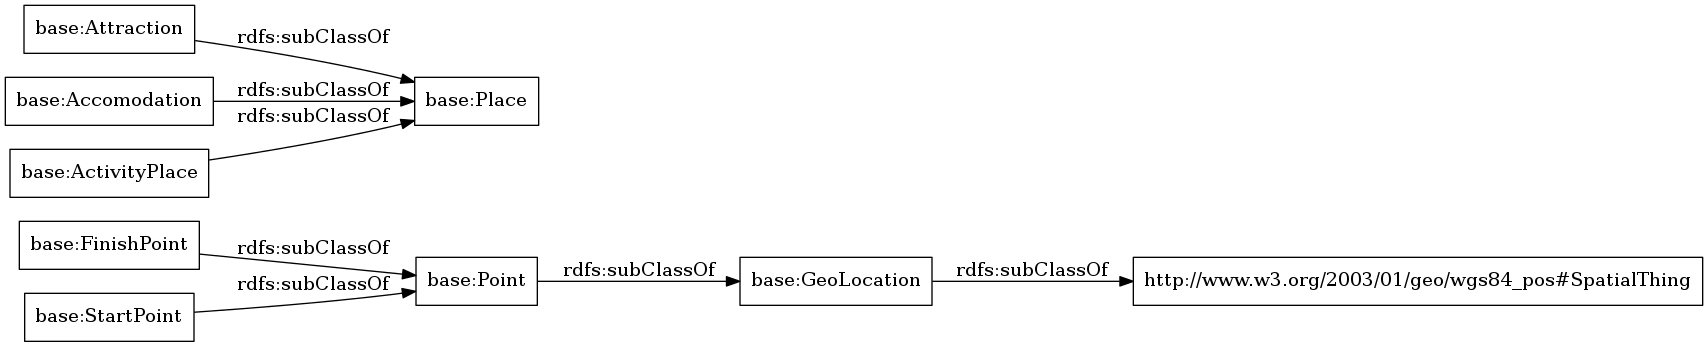 base:Attraction
rdfs:subClassOf
base:Accomodation
rdfs:subClassOf
base:Place
rdfs:subClassOf
base:ActivityPlace
base:FinishPoint
rdfs:subClassOf
base:Point
rdfs:subClassOf
base:GeoLocation
rdfs:subClassOf
http://www.w3.org/2003/01/geo/wgs84_pos#SpatialThing
rdfs:subClassOf
base:StartPoint